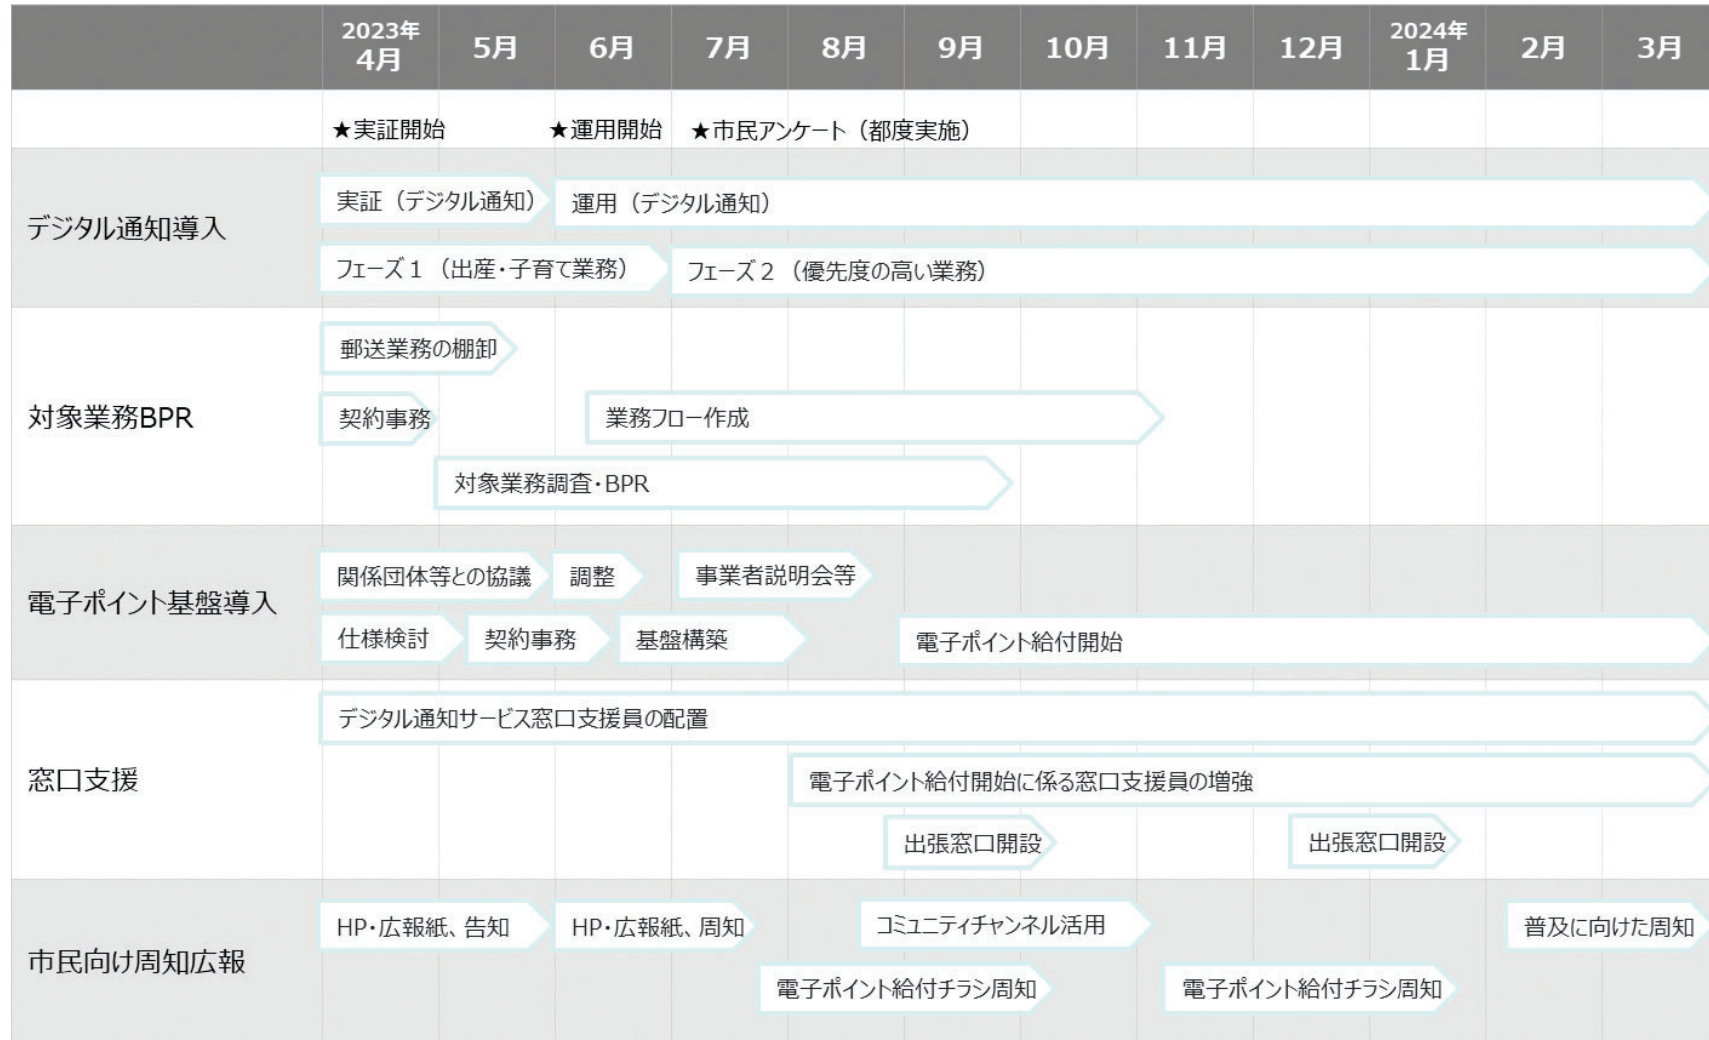 2023年
4月 5月 6月 7月 8月 9月 10月 11月 12月 2024年
1月 2月 3月
★実証開始 ★運用開始 ★市民アンケート（都度実施）
デジタル通知導入
実証（デジタル通知） 運用（デジタル通知）
フェーズ１（出産・子育て業務） フェーズ２（優先度の高い業務）
対象業務BPR
郵送業務の棚卸
契約事務 業務フロー作成
対象業務調査・BPR
電子ポイント基盤導入
関係団体等との協議 調整 事業者説明会等
仕様検討 契約事務 基盤構築 電子ポイント給付開始
窓口支援
デジタル通知サービス窓口支援員の配置
電子ポイント給付開始に係る窓口支援員の増強
出張窓口開設 出張窓口開設
市民向け周知広報
HP・広報紙、告知 HP・広報紙、周知 コミュニティチャンネル活用 普及に向けた周知
電子ポイント給付チラシ周知 電子ポイント給付チラシ周知